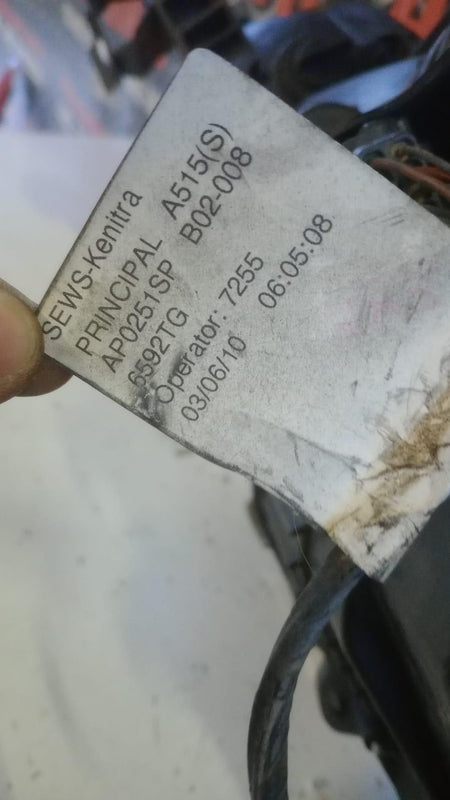 SEWS-Kenitra
PRINCIPAL A515(S)
AP0251SP B02-008
6592TG
Operator: 7255
03/06/10 06:05:08